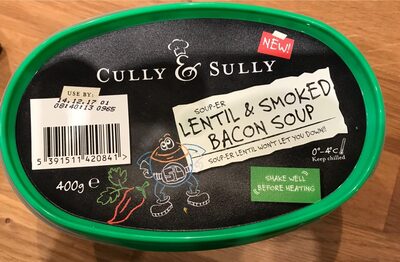 NEW!
CULLY & SULLY
USE BY:
14.12.17 01
08140113 0965
5 391511 420841 >
400g e
SOUP-ER
LENTIL & SMOKED
BACON SOUP
SOUP-ER LENTIL WON'T LET YOU DOWN!!
0°-4°c
Keep chilled
SHAKE WELL
BEFORE HEATING